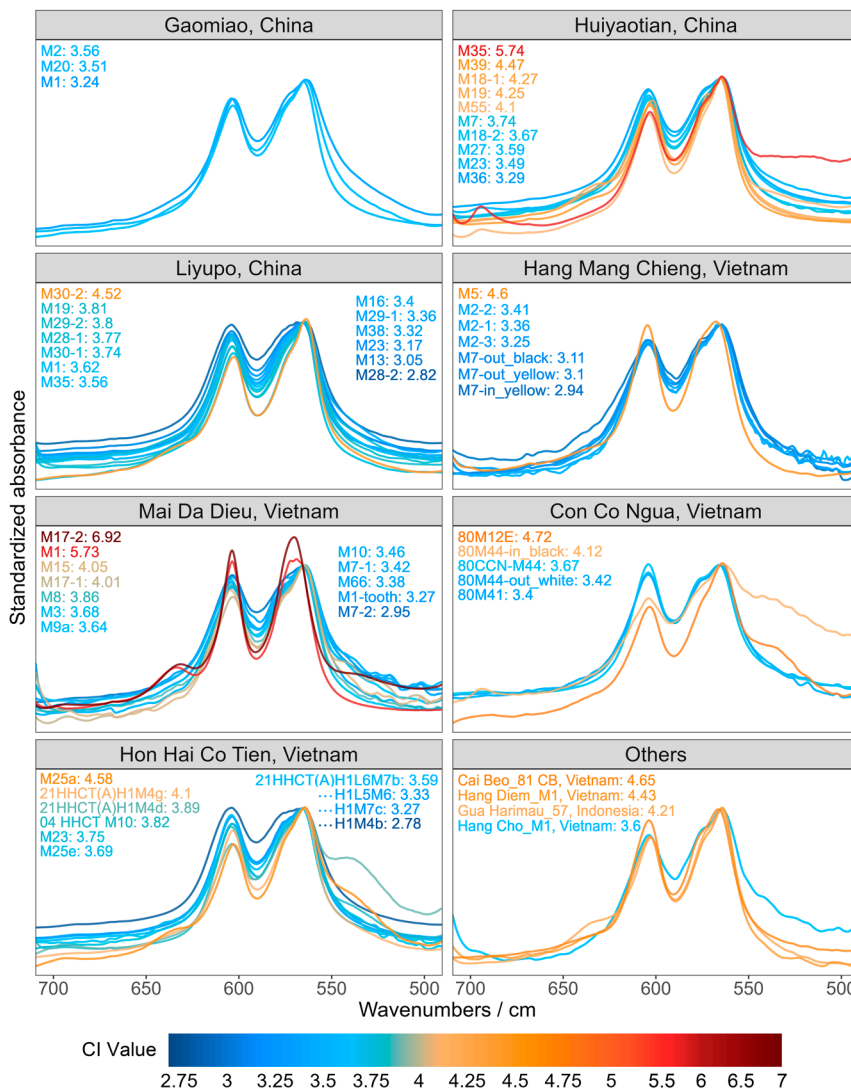 Gaomiao, China
M2: 3.56
M20: 3.51
M1: 3.24
Huiyaotian, China
M35: 5.74
M39: 4.47
M18-1: 4.27
M19: 4.25
M55: 4.1
M7: 3.74
M18-2: 3.67
M27: 3.59
M23: 3.49
M36: 3.29
Liyupo, China
M30-2: 4.52
M19: 3.81
M29-2: 3.8
M28-1: 3.77
M30-1: 3.74
M1: 3.62
M35: 3.56
M16: 3.4
M29-1: 3.36
M38: 3.32
M23: 3.17
M13: 3.05
M28-2: 2.82
Hang Mang Chieng, Vietnam
M5: 4.6
M2-2: 3.41
M2-1: 3.36
M2-3: 3.25
M7-out_black: 3.11
M7-out_yellow: 3.1
M7-in_yellow: 2.94
Mai Da Dieu, Vietnam
M17-2: 6.92
M1: 5.73
M15: 4.05
M17-1: 4.01
M8: 3.86
M3: 3.68
M9a: 3.64
M10: 3.46
M7-1: 3.42
M66: 3.38
M1-tooth: 3.27
M7-2: 2.95
Con Co Ngua, Vietnam
80M12E: 4.72
80M44-in_black: 4.12
80CCN-M44: 3.67
80M44-out_white: 3.42
80M41: 3.4
Hon Hai Co Tien, Vietnam
M25a: 4.58
21HHCT(A)H1M4g: 4.1
21HHCT(A)H1M4d: 3.89
04 HHCT M10: 3.82
M23: 3.75
M25e: 3.69
21HHCT(A)H1L6M7b: 3.59
···H1L5M6: 3.33
···H1M7c: 3.27
···H1M4b: 2.78
Others
Cai Beo_81 CB, Vietnam: 4.65
Hang Diem_M1, Vietnam: 4.43
Gua Harimau_57, Indonesia: 4.21
Hang Cho_M1, Vietnam: 3.6
Standardized absorbance
700 650 600 550 500
700 650 600 550 500
Wavenumbers / cm
CI Value
2.75 3 3.25 3.5 3.75 4 4.25 4.5 4.75 5 5.5 6 6.5 7